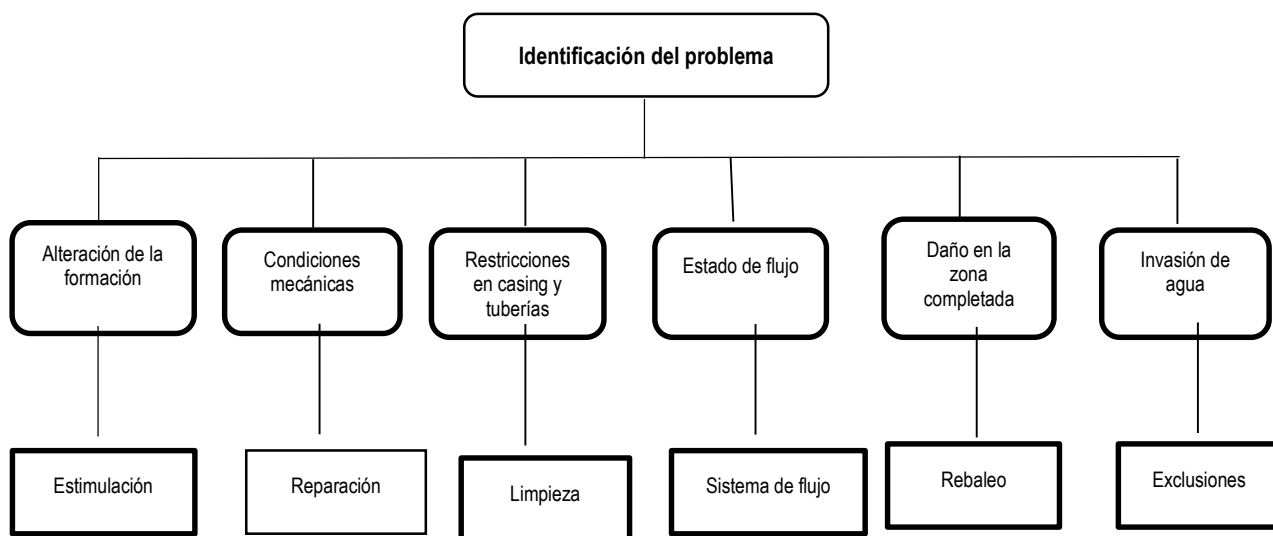 Identificación del problema
Alteración de la
formación
Condiciones
mecánicas
Restricciones
en casing y
tuberías
Estado de flujo
Daño en la
zona
completada
Invasión de
agua
Estimulación
Reparación
Limpieza
Sistema de flujo
Rebaleo
Exclusiones